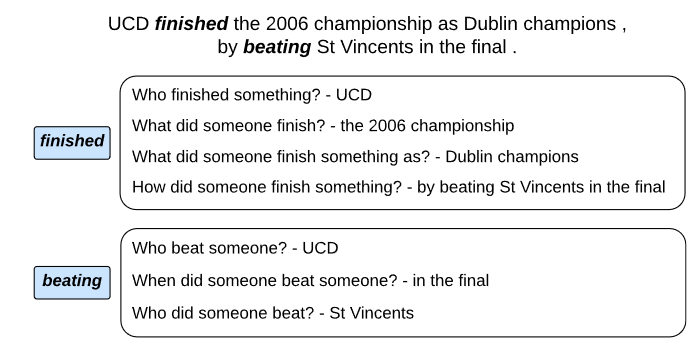 UCD finished the 2006 championship as Dublin champions ,
by beating St Vincents in the final .
finished
Who finished something? - UCD
What did someone finish? - the 2006 championship
What did someone finish something as? - Dublin champions
How did someone finish something? - by beating St Vincents in the final
beating
Who beat someone? - UCD
When did someone beat someone? - in the final
Who did someone beat? - St Vincents